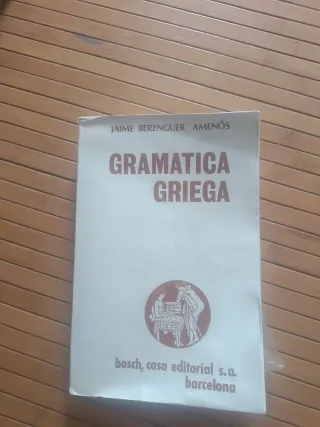 JAIME BERENGUER AMENÓS
GRAMATICA
GRIEGA
bosch, casa editorial s.a.
barcelona